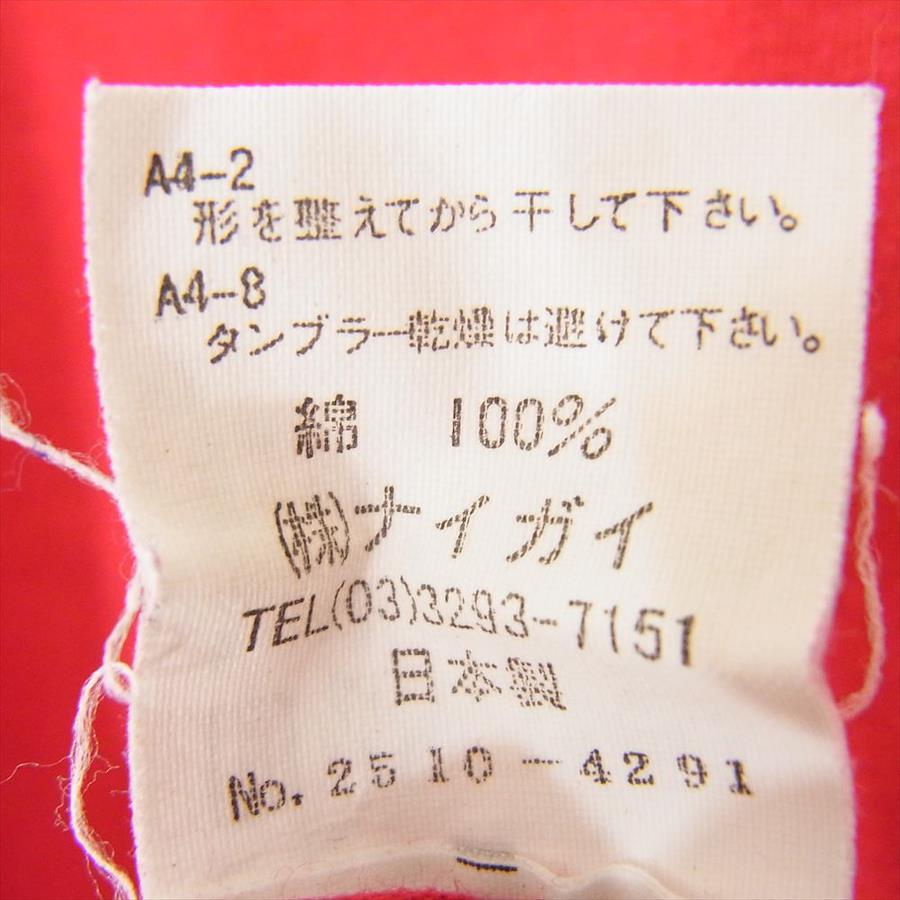 A4-2
形を整えてから干して下さい。
A4-8
タンブラー乾燥は避けて下さい。
綿 100%
㈱ナイガイ
TEL(03)3293-7151
日本製
No.2510-4291